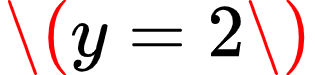 \(y = 2\)